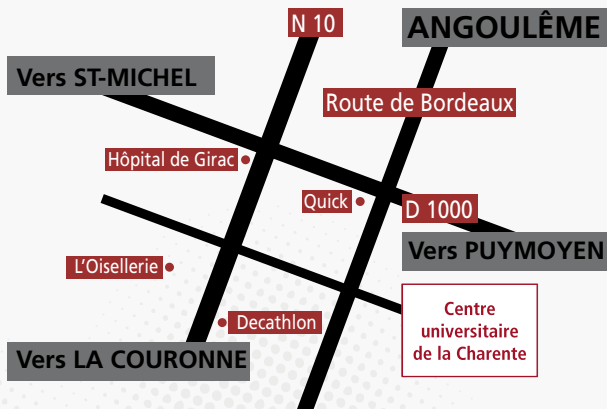 N 10
ANGOULÊME
Vers ST-MICHEL
Route de Bordeaux
Hôpital de Girac
Quick
D 1000
Vers PUYMOYEN
L'Oisellerie
Centre
universitaire
de la Charente
Decathlon
Vers LA COURONNE